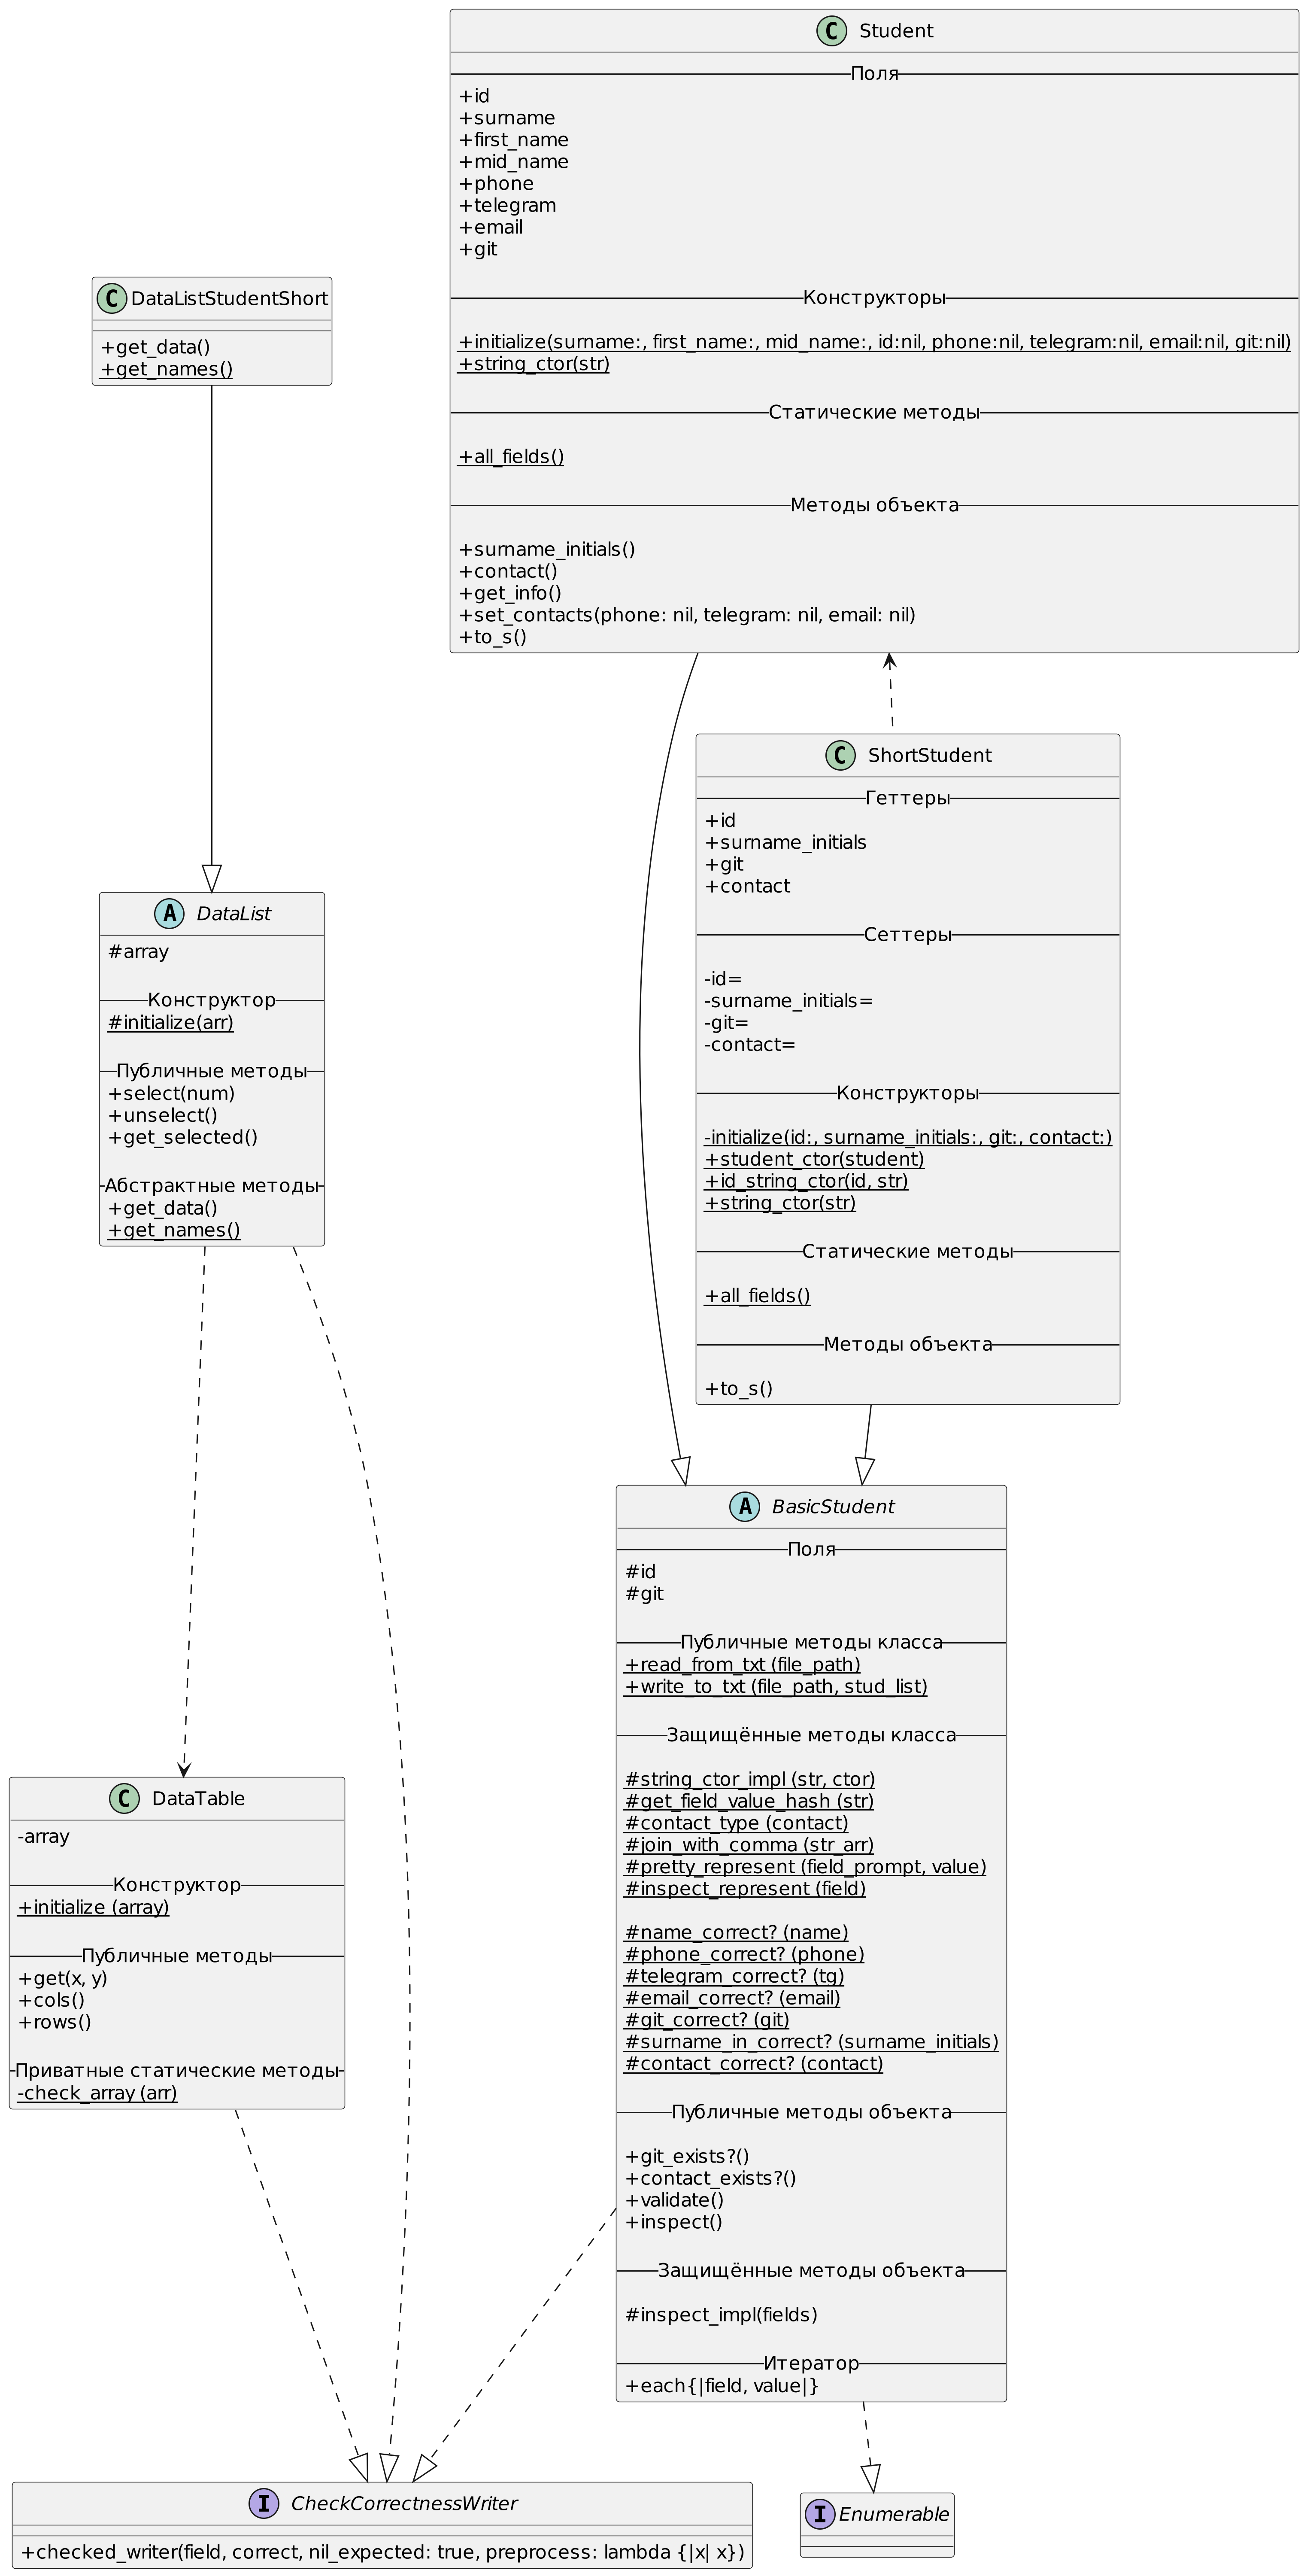 C Student
Поля
+id
+surname
+first_name
+mid_name
+phone
+telegram
+email
+git
Конструкторы
+initialize(surname:, first_name:, mid_name:, id:nil, phone:nil, telegram:nil, email:nil, git:nil)
+string_ctor(str)
Статические методы
+all_fields()
Методы объекта
+surname_initials()
+contact()
+get_info()
+set_contacts(phone: nil, telegram: nil, email: nil)
+to_s()
C DataListStudentShort
+get_data()
+get_names()
C ShortStudent
Геттеры
+id
+surname_initials
+git
+contact
Сеттеры
-id=
-surname_initials=
-git=
-contact=
Конструкторы
-initialize(id:, surname_initials:, git:, contact:)
+student_ctor(student)
+id_string_ctor(id, str)
+string_ctor(str)
Статические методы
+all_fields()
Методы объекта
+to_s()
A DataList
#array
Конструктор
#initialize(arr)
Публичные методы
+select(num)
+unselect()
+get_selected()
Абстрактные методы
+get_data()
+get_names()
A BasicStudent
Поля
#id
#git
Публичные методы класса
+read_from_txt (file_path)
+write_to_txt (file_path, stud_list)
Защищённые методы класса
#string_ctor_impl (str, ctor)
#get_field_value_hash (str)
#contact_type (contact)
#join_with_comma (str_arr)
#pretty_represent (field_prompt, value)
#inspect_represent (field)
#name_correct? (name)
#phone_correct? (phone)
#telegram_correct? (tg)
#email_correct? (email)
#git_correct? (git)
#surname_in_correct? (surname_initials)
#contact_correct? (contact)
Публичные методы объекта
+git_exists?()
+contact_exists?()
+validate()
+inspect()
Защищённые методы объекта
#inspect_impl(fields)
Итератор
+each{|field, value|}
C DataTable
-array
Конструктор
+initialize (array)
Публичные методы
+get(x, y)
+cols()
+rows()
Приватные статические методы
-check_array (arr)
I CheckCorrectnessWriter
+checked_writer(field, correct, nil_expected: true, preprocess: lambda {|x| x})
I Enumerable